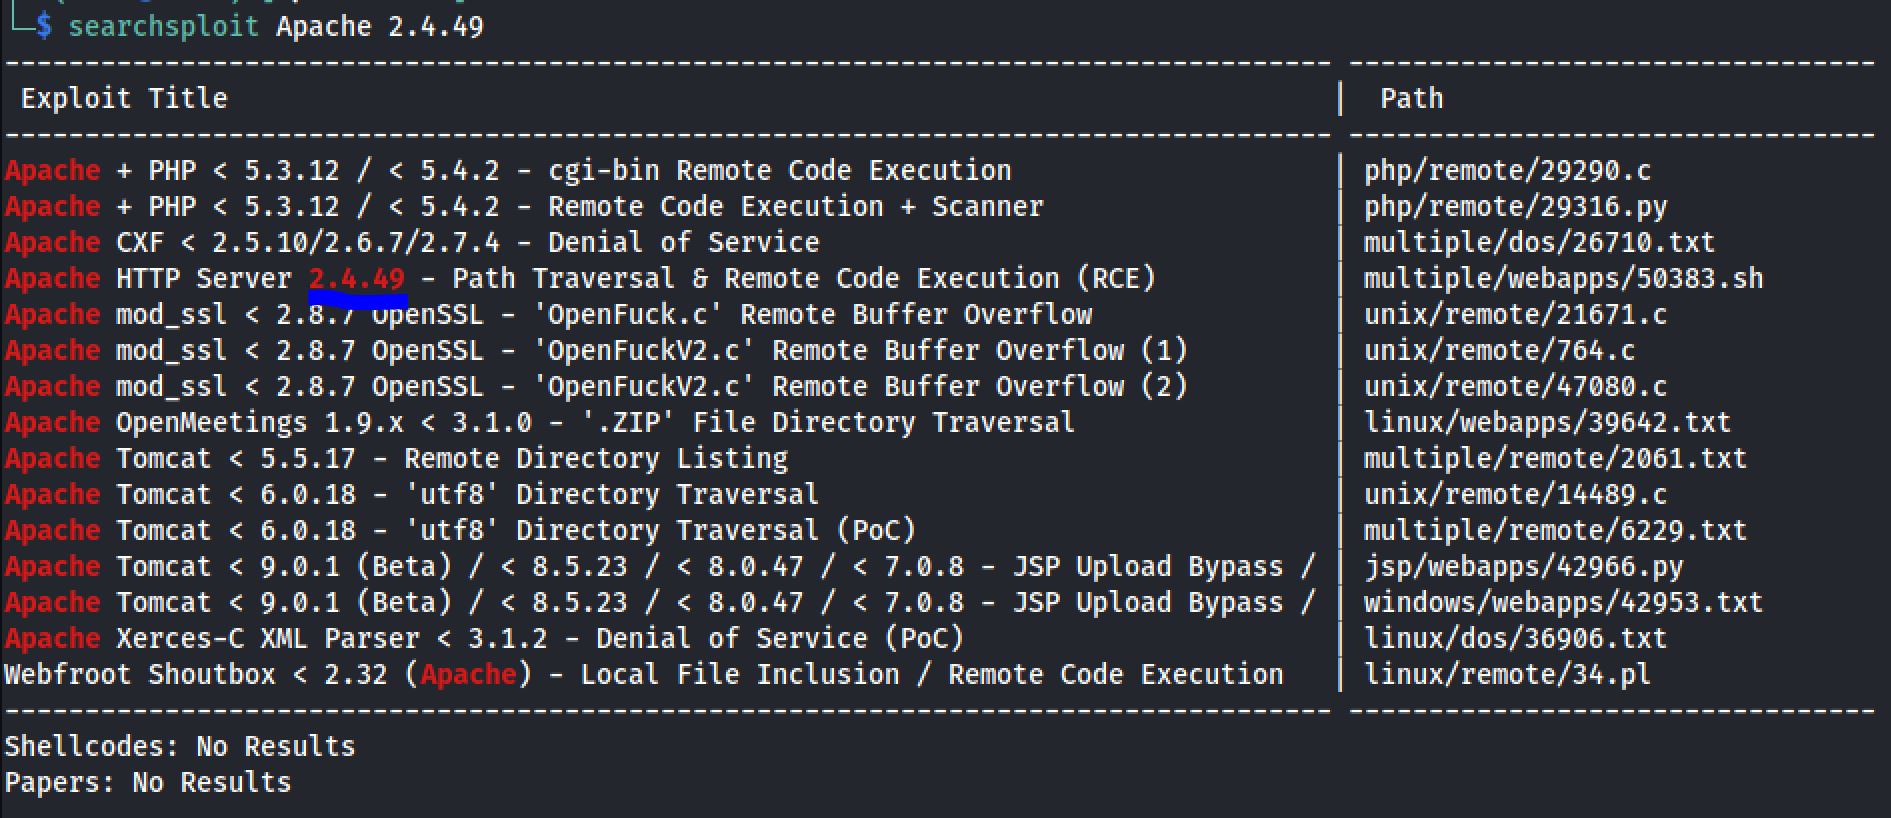 └─$ searchsploit Apache 2.4.49
Exploit Title | Path
Apache + PHP < 5.3.12 / < 5.4.2 - cgi-bin Remote Code Execution | php/remote/29290.c
Apache + PHP < 5.3.12 / < 5.4.2 - Remote Code Execution + Scanner | php/remote/29316.py
Apache CXF < 2.5.10/2.6.7/2.7.4 - Denial of Service | multiple/dos/26710.txt
Apache HTTP Server 2.4.49 - Path Traversal & Remote Code Execution (RCE) | multiple/webapps/50383.sh
Apache mod_ssl < 2.8.7 OpenSSL - 'OpenFuck.c' Remote Buffer Overflow | unix/remote/21671.c
Apache mod_ssl < 2.8.7 OpenSSL - 'OpenFuckV2.c' Remote Buffer Overflow (1) | unix/remote/764.c
Apache mod_ssl < 2.8.7 OpenSSL - 'OpenFuckV2.c' Remote Buffer Overflow (2) | unix/remote/47080.c
Apache OpenMeetings 1.9.x < 3.1.0 - '.ZIP' File Directory Traversal | linux/webapps/39642.txt
Apache Tomcat < 5.5.17 - Remote Directory Listing | multiple/remote/2061.txt
Apache Tomcat < 6.0.18 - 'utf8' Directory Traversal | unix/remote/14489.c
Apache Tomcat < 6.0.18 - 'utf8' Directory Traversal (PoC) | multiple/remote/6229.txt
Apache Tomcat < 9.0.1 (Beta) / < 8.5.23 / < 8.0.47 / < 7.0.8 - JSP Upload Bypass / | jsp/webapps/42966.py
Apache Tomcat < 9.0.1 (Beta) / < 8.5.23 / < 8.0.47 / < 7.0.8 - JSP Upload Bypass / | windows/webapps/42953.txt
Apache Xerces-C XML Parser < 3.1.2 - Denial of Service (PoC) | linux/dos/36906.txt
Webfroot Shoutbox < 2.32 (Apache) - Local File Inclusion / Remote Code Execution | linux/remote/34.pl
Shellcodes: No Results
Papers: No Results